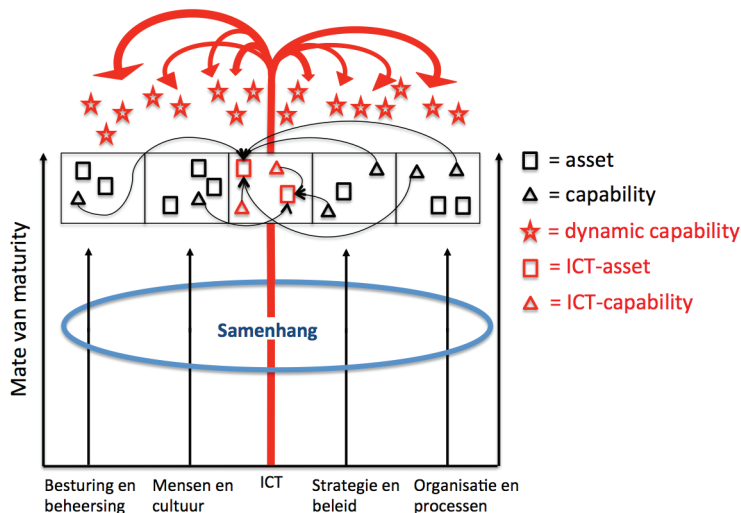 = asset
= capability
= dynamic capability
= ICT-asset
= ICT-capability
Mate van maturity
Samenhang
Besturing en
beheersing
Mensen en
cultuur
ICT
Strategie en
beleid
Organisatie en
processen